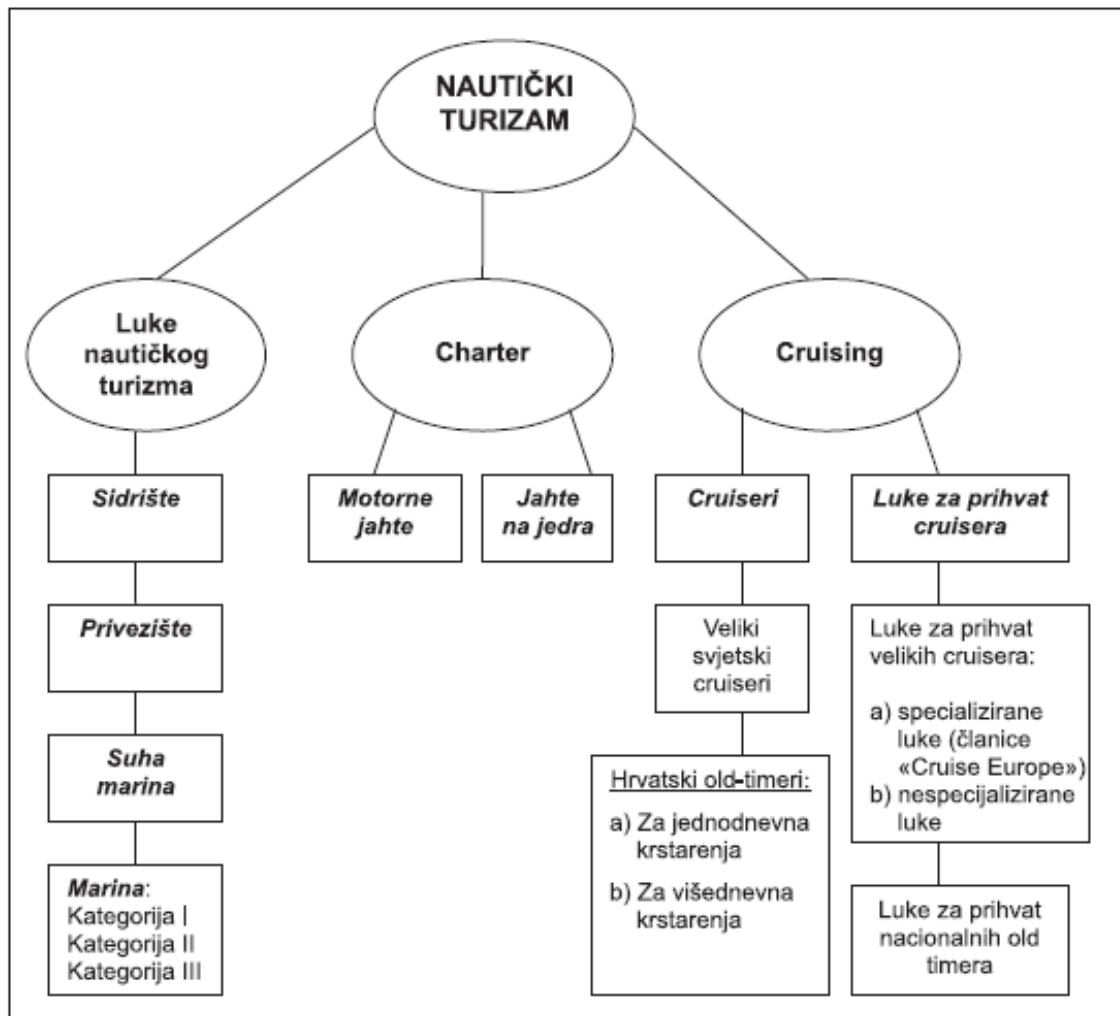 NAUTIČKI
TURIZAM
Luke
nautičkog
turizma
Charter
Cruising
Sidrište
Motorne
jahte
Jahte
na jedra
Cruiseri
Luke za prihvat
cruisera
Privezište
Veliki
svjetski
cruiseri
Luke za prihvat
velikih cruisera:
a) specializirane
luke (članice
«Cruise Europe»)
b) nespecijalizirane
luke
Suha
marina
Hrvatski old-timeri:
a) Za jednodnevna
krstarenja
b) Za višednevna
krstarenja
Marina:
Kategorija I
Kategorija II
Kategorija III
Luke za prihvat
nacionalnih old
timera